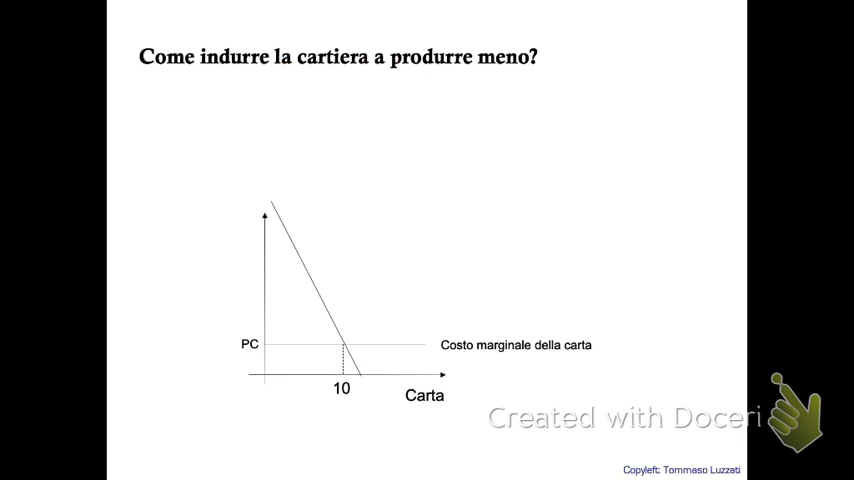 Come indurre la cartiera a produrre meno?
PC
Costo marginale della carta
10
Carta
Created with Doceri
Copyleft: Tommaso Luzzati